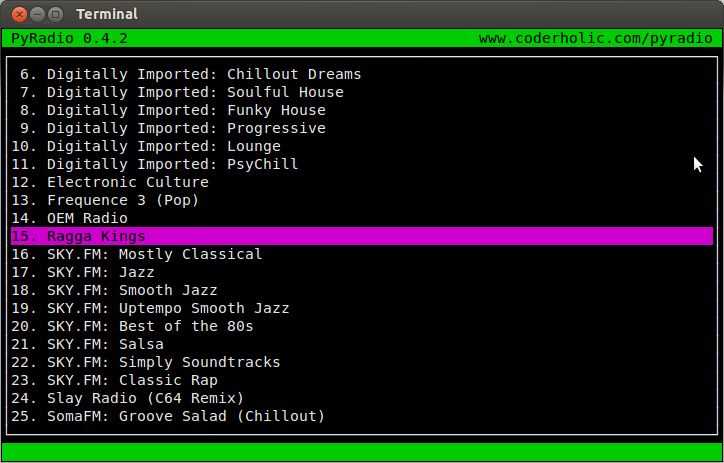 Terminal
PyRadio 0.4.2 www.coderholic.com/pyradio
6. Digitally Imported: Chillout Dreams
7. Digitally Imported: Soulful House
8. Digitally Imported: Funky House
9. Digitally Imported: Progressive
10. Digitally Imported: Lounge
11. Digitally Imported: PsyChill
12. Electronic Culture
13. Frequence 3 (Pop)
14. OEM Radio
15. Ragga Kings
16. SKY.FM: Mostly Classical
17. SKY.FM: Jazz
18. SKY.FM: Smooth Jazz
19. SKY.FM: Uptempo Smooth Jazz
20. SKY.FM: Best of the 80s
21. SKY.FM: Salsa
22. SKY.FM: Simply Soundtracks
23. SKY.FM: Classic Rap
24. Slay Radio (C64 Remix)
25. SomaFM: Groove Salad (Chillout)